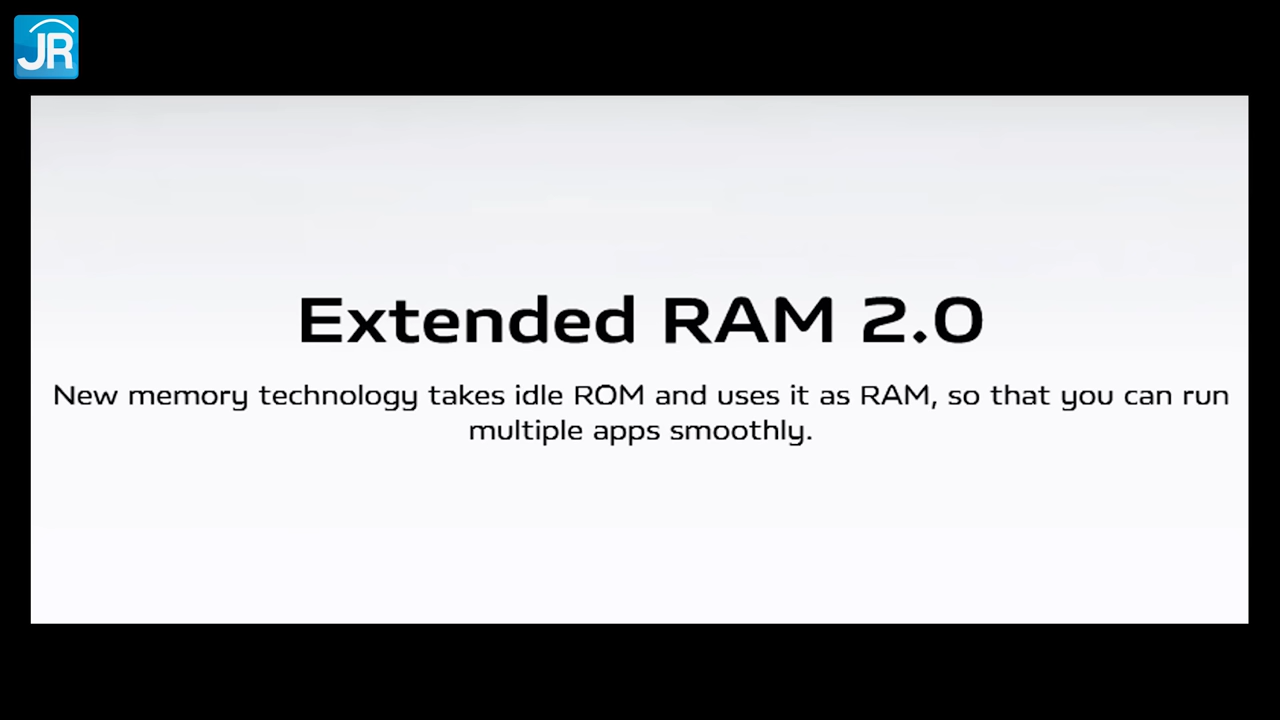 JR
Extended RAM 2.0
New memory technology takes idle ROM and uses it as RAM, so that you can run
multiple apps smoothly.